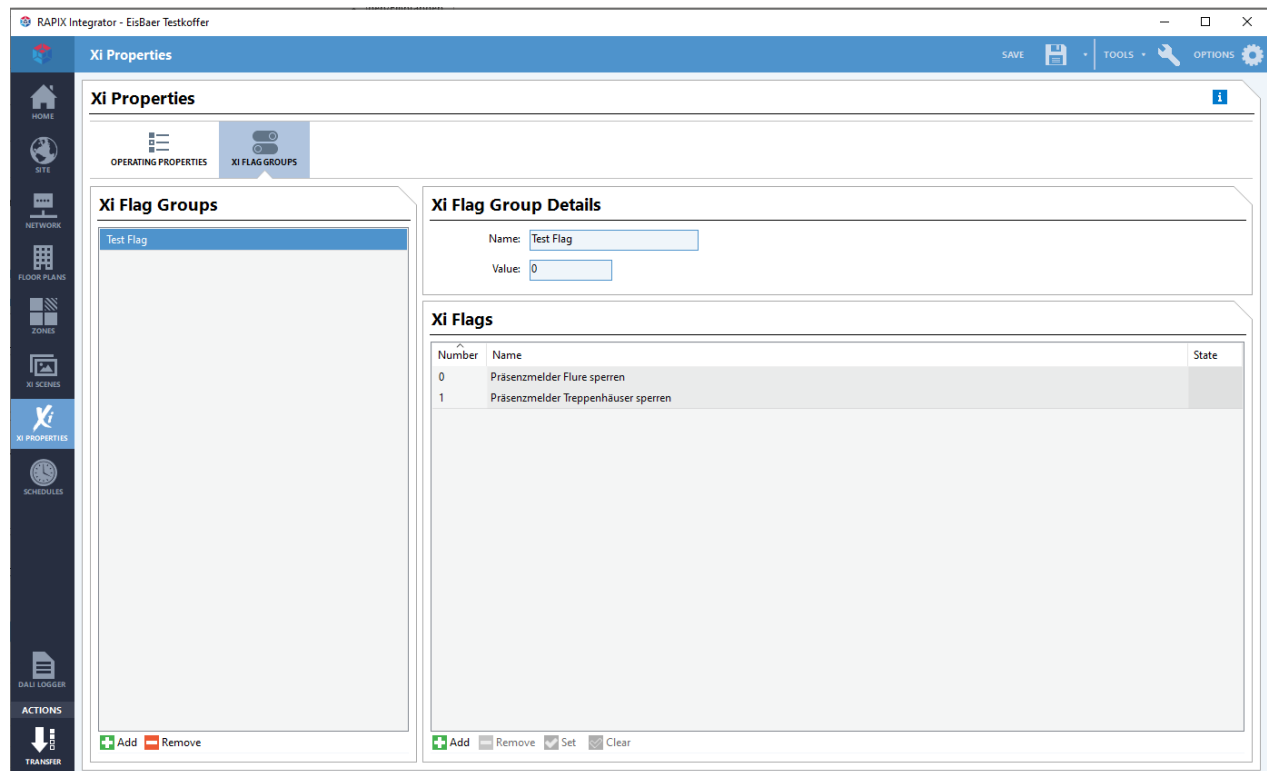 RAPIX Integrator - EisBaer Testkoffer
Xi Properties
SAVE
TOOLS
OPTIONS
HOME
SITE
NETWORK
FLOOR PLANS
ZONES
XI SCENES
Xi
XI PROPERTIES
SCHEDULES
DALI LOGGER
ACTIONS
TRANSFER
Xi Properties
i
OPERATING PROPERTIES
XI FLAG GROUPS
Xi Flag Groups
Test Flag
Add
Remove
Xi Flag Group Details
Name: Test Flag
Value: 0
Xi Flags
Number Name State
0 Präsenzmelder Flure sperren
1 Präsenzmelder Treppenhäuser sperren
Add Remove Set Clear